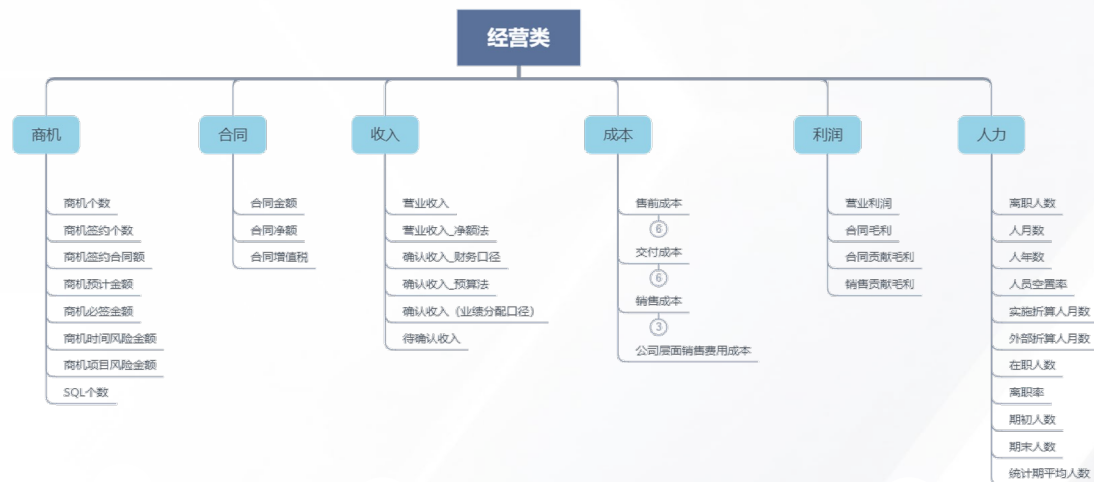 经营类
商机
合同
收入
成本
利润
人力
商机个数
商机签约个数
商机签约合同额
商机预计金额
商机必签金额
商机时间风险金额
商机项目风险金额
SQL个数
合同金额
合同净额
合同增值税
营业收入
营业收入_净额法
确认收入_财务口径
确认收入_预算法
确认收入（业绩分配口径）
待确认收入
售前成本
6
交付成本
6
销售成本
3
公司层面销售费用成本
营业利润
合同毛利
合同贡献毛利
销售贡献毛利
离职人数
人月数
人年数
人员空置率
实施折算人月数
外部折算人月数
在职人数
离职率
期初人数
期末人数
统计期平均人数